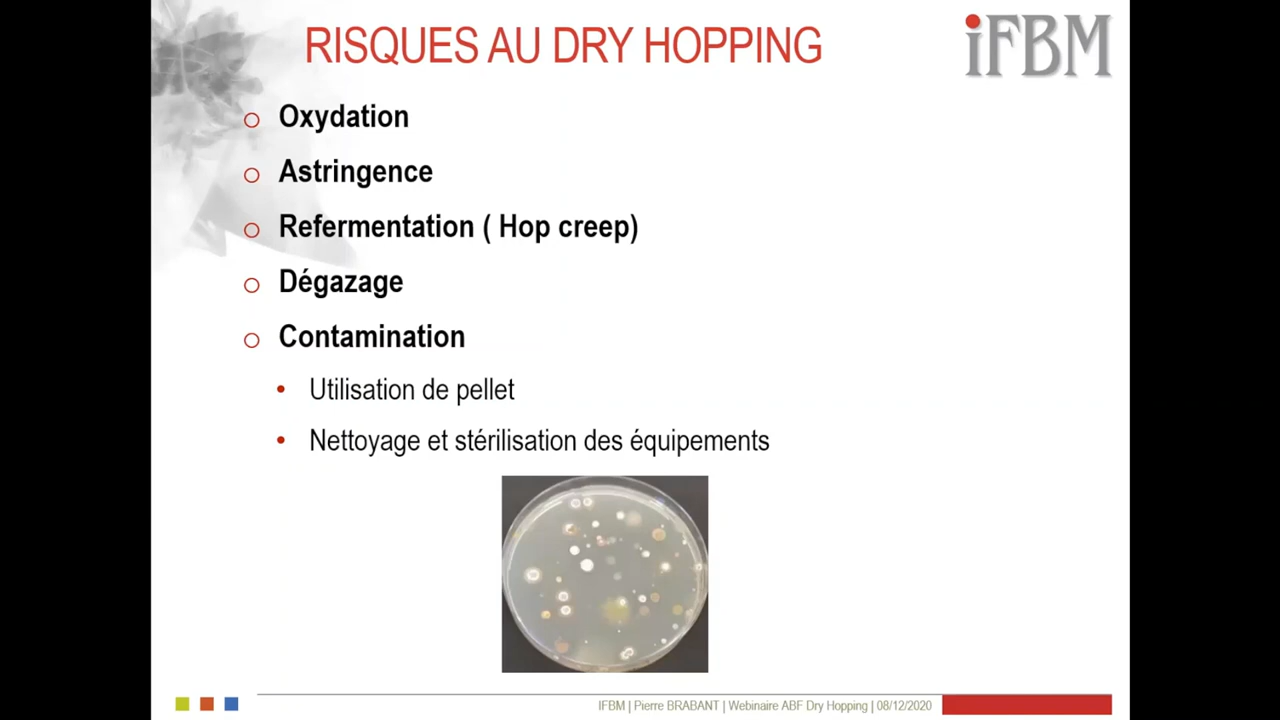 RISQUES AU DRY HOPPING
iFBM
Oxydation
Astringence
Refermentation ( Hop creep)
Dégazage
Contamination
Utilisation de pellet
Nettoyage et stérilisation des équipements
IFBM | Pierre BRABANT | Webinaire ABF Dry Hopping | 08/12/2020